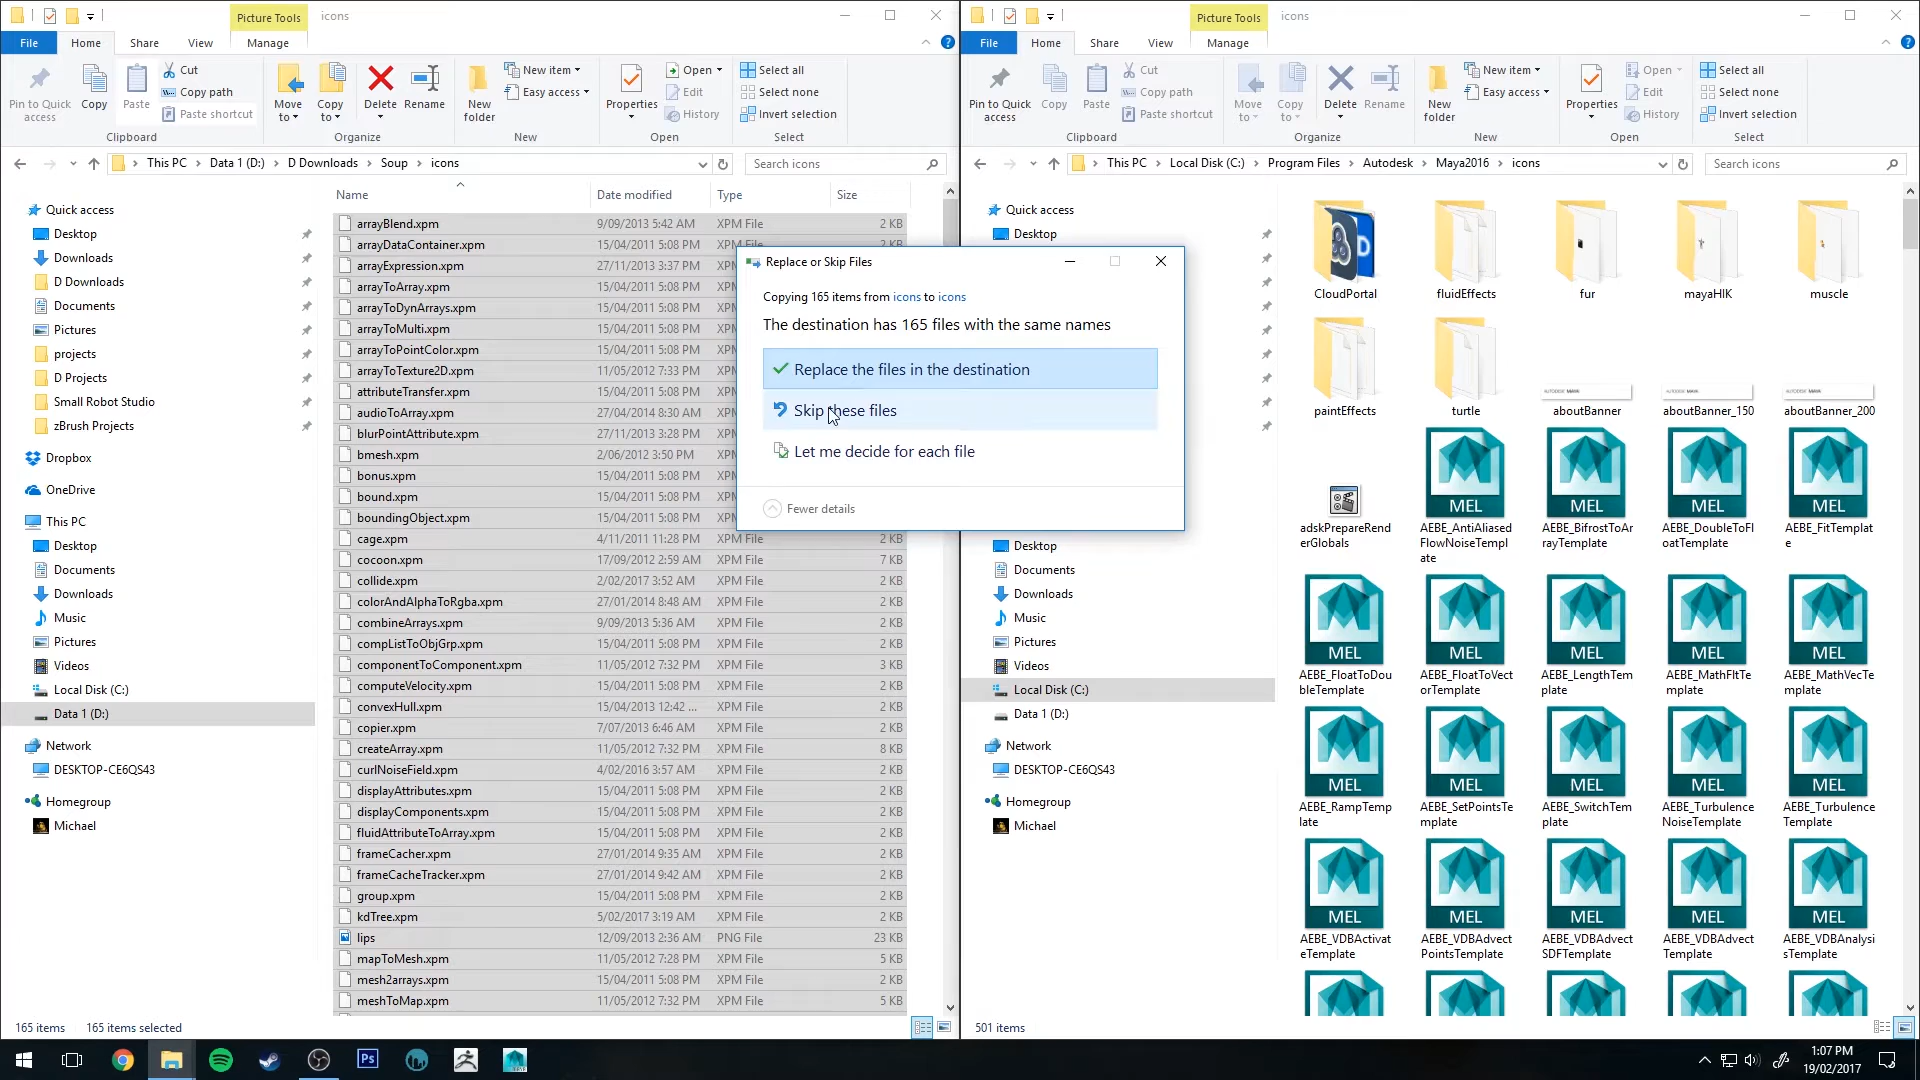 Picture Tools
icons
File
Home
Share
View
Manage
Pin to Quick access
Copy
Paste
Cut
Copy path
Paste shortcut
Move to
Copy to
Delete
Rename
New folder
New item
Easy access
Properties
Open
Edit
History
Select all
Select none
Invert selection
Clipboard
Organize
New
Open
Select
This PC > Data 1 (D:) > D Downloads > Soup > icons
Search icons
Quick access
Desktop
Downloads
D Downloads
Documents
Pictures
projects
D Projects
Small Robot Studio
zBrush Projects
Dropbox
OneDrive
This PC
Desktop
Documents
Downloads
Music
Pictures
Videos
Local Disk (C:)
Data 1 (D:)
Network
DESKTOP-CE6QS43
Homegroup
Michael
Name Date modified Type Size
arrayBlend.xpm 9/09/2013 5:42 AM XPM File 2 KB
arrayDataContainer.xpm 15/04/2011 5:08 PM XPM File 2 KB
arrayExpression.xpm 27/11/2013 3:37 PM XPM
arrayToArray.xpm 15/04/2011 5:08 PM XPM
arrayToDynArrays.xpm 15/04/2011 5:08 PM XPM
arrayToMulti.xpm 15/04/2011 5:08 PM XPM
arrayToPointColor.xpm 15/04/2011 5:08 PM XPM
arrayToTexture2D.xpm 11/05/2012 7:33 PM XPM
attributeTransfer.xpm 15/04/2011 5:08 PM XPM
audioToArray.xpm 27/04/2014 8:30 AM XPM
blurPointAttribute.xpm 27/11/2013 3:28 PM XPM
bmesh.xpm 2/06/2012 3:50 PM XPM
bonus.xpm 15/04/2011 5:08 PM XPM
bound.xpm 15/04/2011 5:08 PM XPM
boundingObject.xpm 15/04/2011 5:08 PM XPM
cage.xpm 4/11/2011 11:28 PM XPM File 2 KB
cocoon.xpm 17/09/2012 2:59 AM XPM File 7 KB
collide.xpm 2/02/2017 3:52 AM XPM File 2 KB
colorAndAlphaToRgba.xpm 27/01/2014 8:48 AM XPM File 2 KB
combineArrays.xpm 9/09/2013 5:36 AM XPM File 2 KB
compListToObjGrp.xpm 15/04/2011 5:08 PM XPM File 2 KB
componentToComponent.xpm 11/05/2012 7:32 PM XPM File 3 KB
computeVelocity.xpm 15/04/2011 5:08 PM XPM File 2 KB
convexHull.xpm 15/04/2013 12:42 ... XPM File 2 KB
copier.xpm 7/07/2013 6:46 AM XPM File 2 KB
createArray.xpm 11/05/2012 7:32 PM XPM File 8 KB
curlNoiseField.xpm 4/02/2016 3:57 AM XPM File 2 KB
displayAttributes.xpm 15/04/2011 5:08 PM XPM File 2 KB
displayComponents.xpm 15/04/2011 5:08 PM XPM File 2 KB
fluidAttributeToArray.xpm 15/04/2011 5:08 PM XPM File 2 KB
frameCacher.xpm 27/01/2014 9:35 AM XPM File 2 KB
frameCacheTracker.xpm 27/01/2014 9:42 AM XPM File 2 KB
group.xpm 15/04/2011 5:08 PM XPM File 2 KB
kdTree.xpm 5/02/2017 3:19 AM XPM File 2 KB
lips 12/09/2013 2:36 AM PNG File 23 KB
mapToMesh.xpm 11/05/2012 7:28 PM XPM File 5 KB
mesh2arrays.xpm 15/04/2011 5:08 PM XPM File 2 KB
meshToMap.xpm 11/05/2012 7:32 PM XPM File 5 KB
165 items 165 items selected
Replace or Skip Files
Copying 165 items from icons to icons
The destination has 165 files with the same names
Replace the files in the destination
Skip these files
Let me decide for each file
Fewer details
Picture Tools
icons
File
Home
Share
View
Manage
Pin to Quick access
Copy
Paste
Cut
Copy path
Paste shortcut
Move to
Copy to
Delete
Rename
New folder
New item
Easy access
Properties
Open
Edit
History
Select all
Select none
Invert selection
Clipboard
Organize
New
Open
Select
This PC > Local Disk (C:) > Program Files > Autodesk > Maya2016 > icons
Search icons
Quick access
Desktop
Desktop
Documents
Downloads
Music
Pictures
Videos
Local Disk (C:)
Data 1 (D:)
Network
DESKTOP-CE6QS43
Homegroup
Michael
CloudPortal
fluidEffects
fur
mayaHIK
muscle
paintEffects
turtle
aboutBanner
aboutBanner_150
aboutBanner_200
MEL MEL MEL MEL
adskPrepareRenderGlobals
AEBE_AntiAliasedFlowNoiseTemplate
AEBE_BifrostToArrayTemplate
AEBE_DoubleToFloatTemplate
AEBE_FitTemplate
MEL MEL MEL MEL MEL
AEBE_FloatToDoubleTemplate
AEBE_FloatToVectorTemplate
AEBE_LengthTemplate
AEBE_MathFltTemplate
AEBE_MathVecTemplate
MEL MEL MEL MEL MEL
AEBE_RampTemplate
AEBE_SetPointsTemplate
AEBE_SwitchTemplate
AEBE_TurbulenceNoiseTemplate
AEBE_TurbulenceTemplate
MEL MEL MEL MEL MEL
AEBE_VDBActivateTemplate
AEBE_VDBAdvectPointsTemplate
AEBE_VDBAdvectSDFTemplate
AEBE_VDBAdvectTemplate
AEBE_VDBAnalysisTemplate
501 items
Ps
1:07 PM
19/02/2017